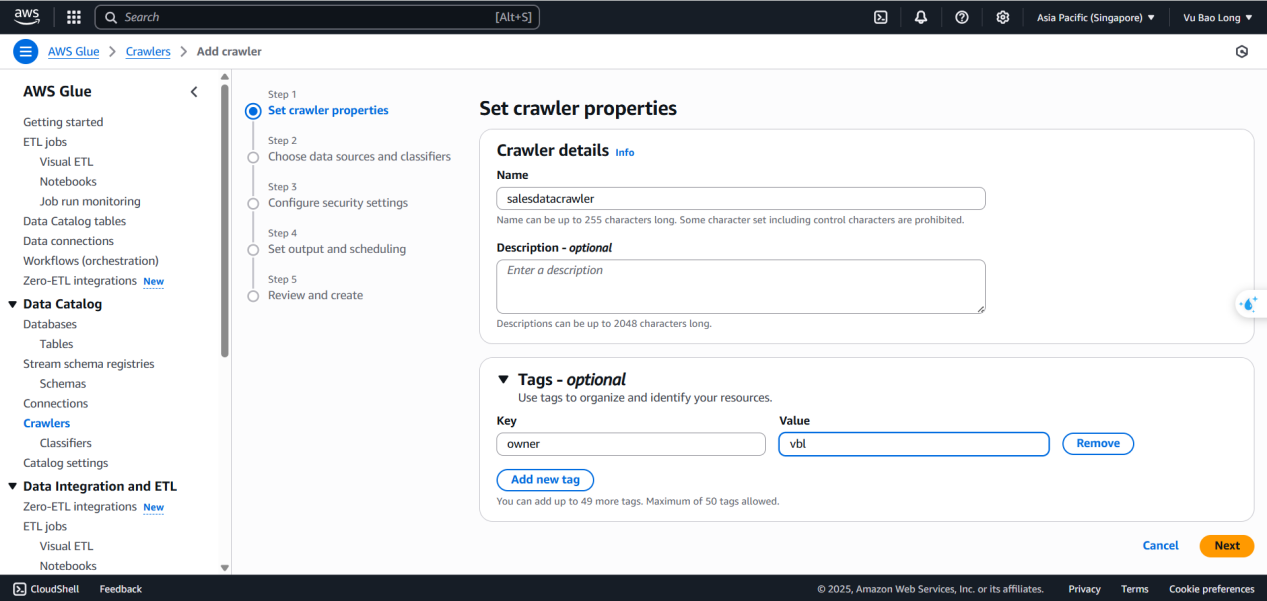 aws
Search [Alt+S]
Asia Pacific (Singapore) ▼ Vu Bao Long ▼
AWS Glue > Crawlers > Add crawler
AWS Glue
Getting started
ETL jobs
Visual ETL
Notebooks
Job run monitoring
Data Catalog tables
Data connections
Workflows (orchestration)
Zero-ETL integrations New
Data Catalog
Databases
Tables
Stream schema registries
Schemas
Connections
Crawlers
Classifiers
Catalog settings
Data Integration and ETL
Zero-ETL integrations New
ETL jobs
Visual ETL
Notebooks
Step 1
Set crawler properties
Step 2
Choose data sources and classifiers
Step 3
Configure security settings
Step 4
Set output and scheduling
Step 5
Review and create
Set crawler properties
Crawler details Info
Name
salesdatacrawler
Name can be up to 255 characters long. Some character set including control characters are prohibited.
Description - optional
Enter a description
Descriptions can be up to 2048 characters long.
Tags - optional
Use tags to organize and identify your resources.
Key Value
owner vbl Remove
Add new tag
You can add up to 49 more tags. Maximum of 50 tags allowed.
Cancel Next
CloudShell Feedback © 2025, Amazon Web Services, Inc. or its affiliates. Privacy Terms Cookie preferences